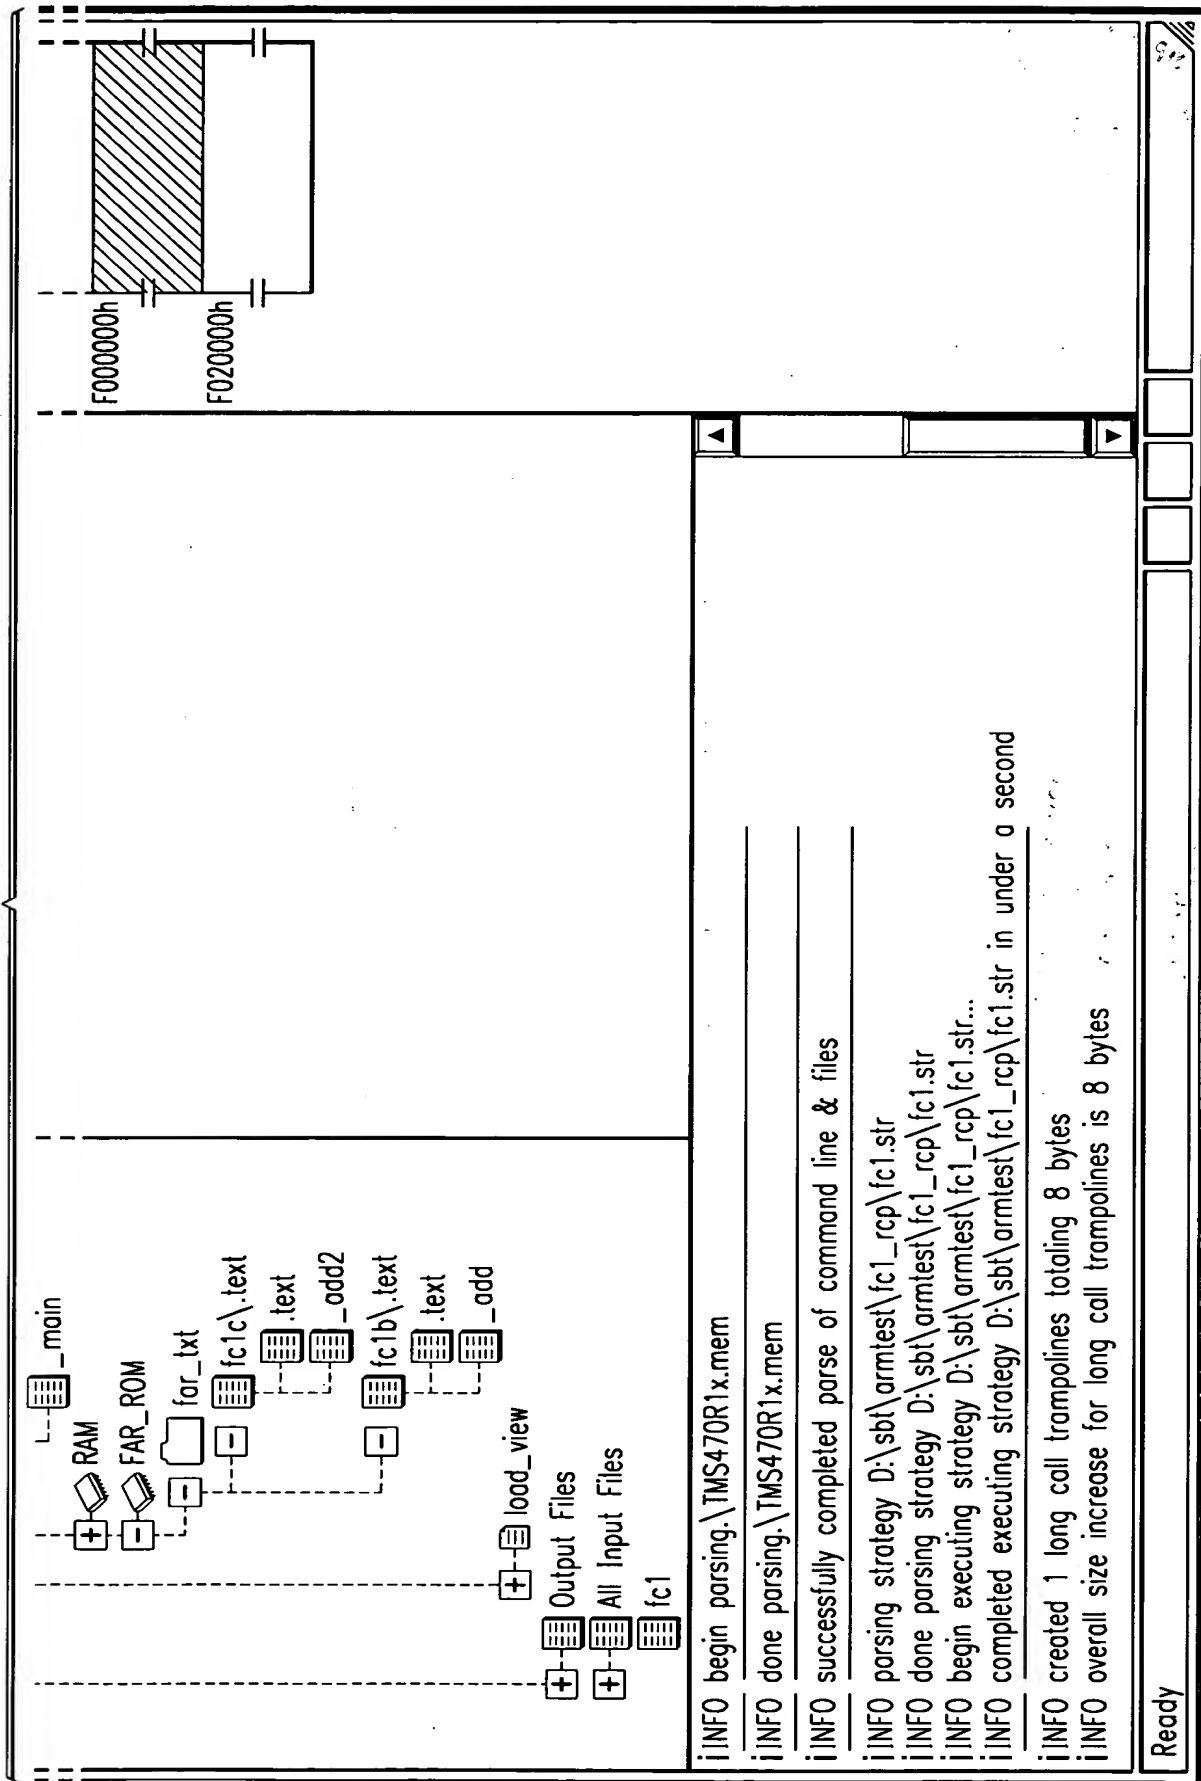 _main
RAM
FAR_ROM
far_txt
fc1c\.text
.text
_add2
fc1b\.text
.text
_add
load_view
Output Files
All Input Files
fc1
F000000h
F020000h
i INFO begin parsing.\TMS470R1x.mem
i INFO done parsing.\TMS470R1x.mem
i INFO successfully completed parse of command line & files
i INFO parsing strategy D:\sbt\armtest\fc1_rcp\fc1.str
i INFO done parsing strategy D:\sbt\armtest\fc1_rcp\fc1.str
i INFO begin executing strategy D:\sbt\armtest\fc1_rcp\fc1.str...
i INFO completed executing strategy D:\sbt\armtest\fc1_rcp\fc1.str in under a second
i INFO created 1 long call trampolines totaling 8 bytes
i INFO overall size increase for long call trampolines is 8 bytes
Ready